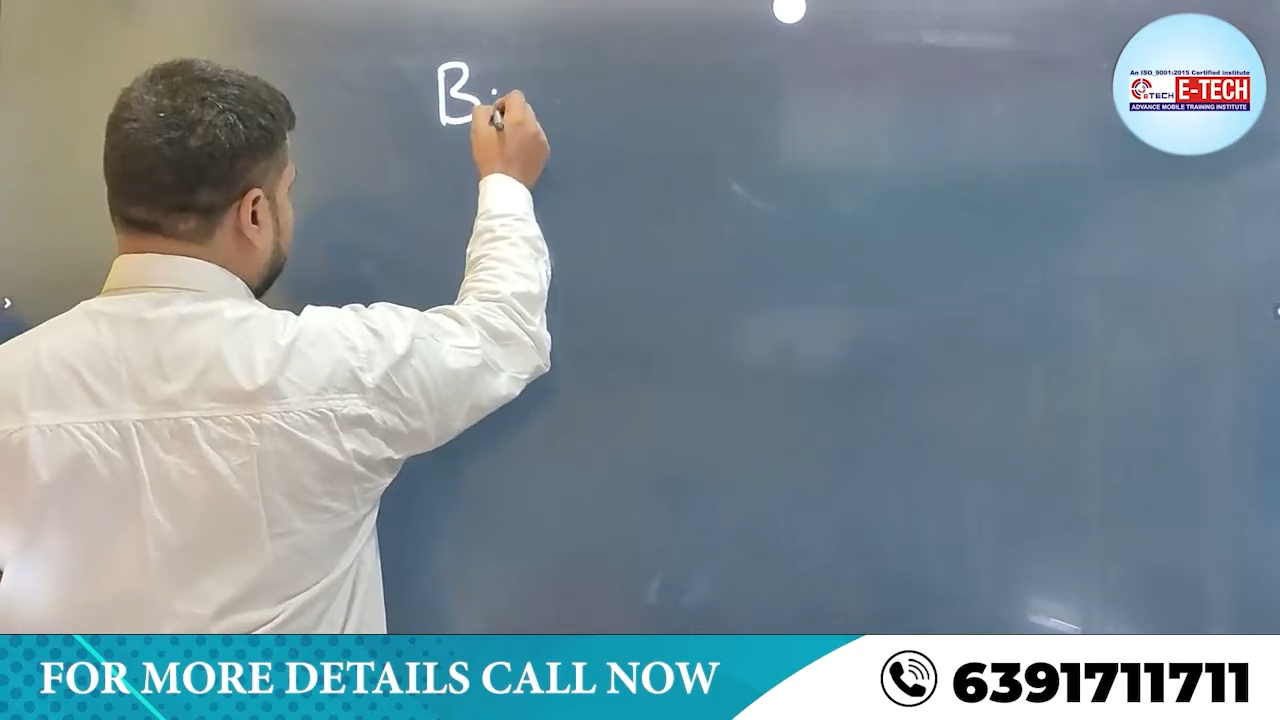 B
An ISO 9001:2015 Certified Institute
ETECH E-TECH
ADVANCE MOBILE TRAINING INSTITUTE
FOR MORE DETAILS CALL NOW
6391711711